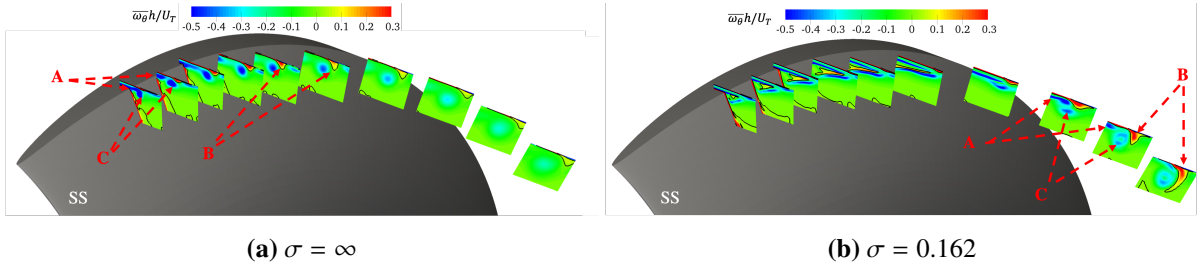 $\overline{\omega_\theta}h/U_T$
-0.5 -0.4 -0.3 -0.2 -0.1 0 0.1 0.2 0.3
A
B
C
SS
(a) σ = ∞
$\overline{\omega_\theta}h/U_T$
-0.5 -0.4 -0.3 -0.2 -0.1 0 0.1 0.2 0.3
B
A
C
SS
(b) σ = 0.162